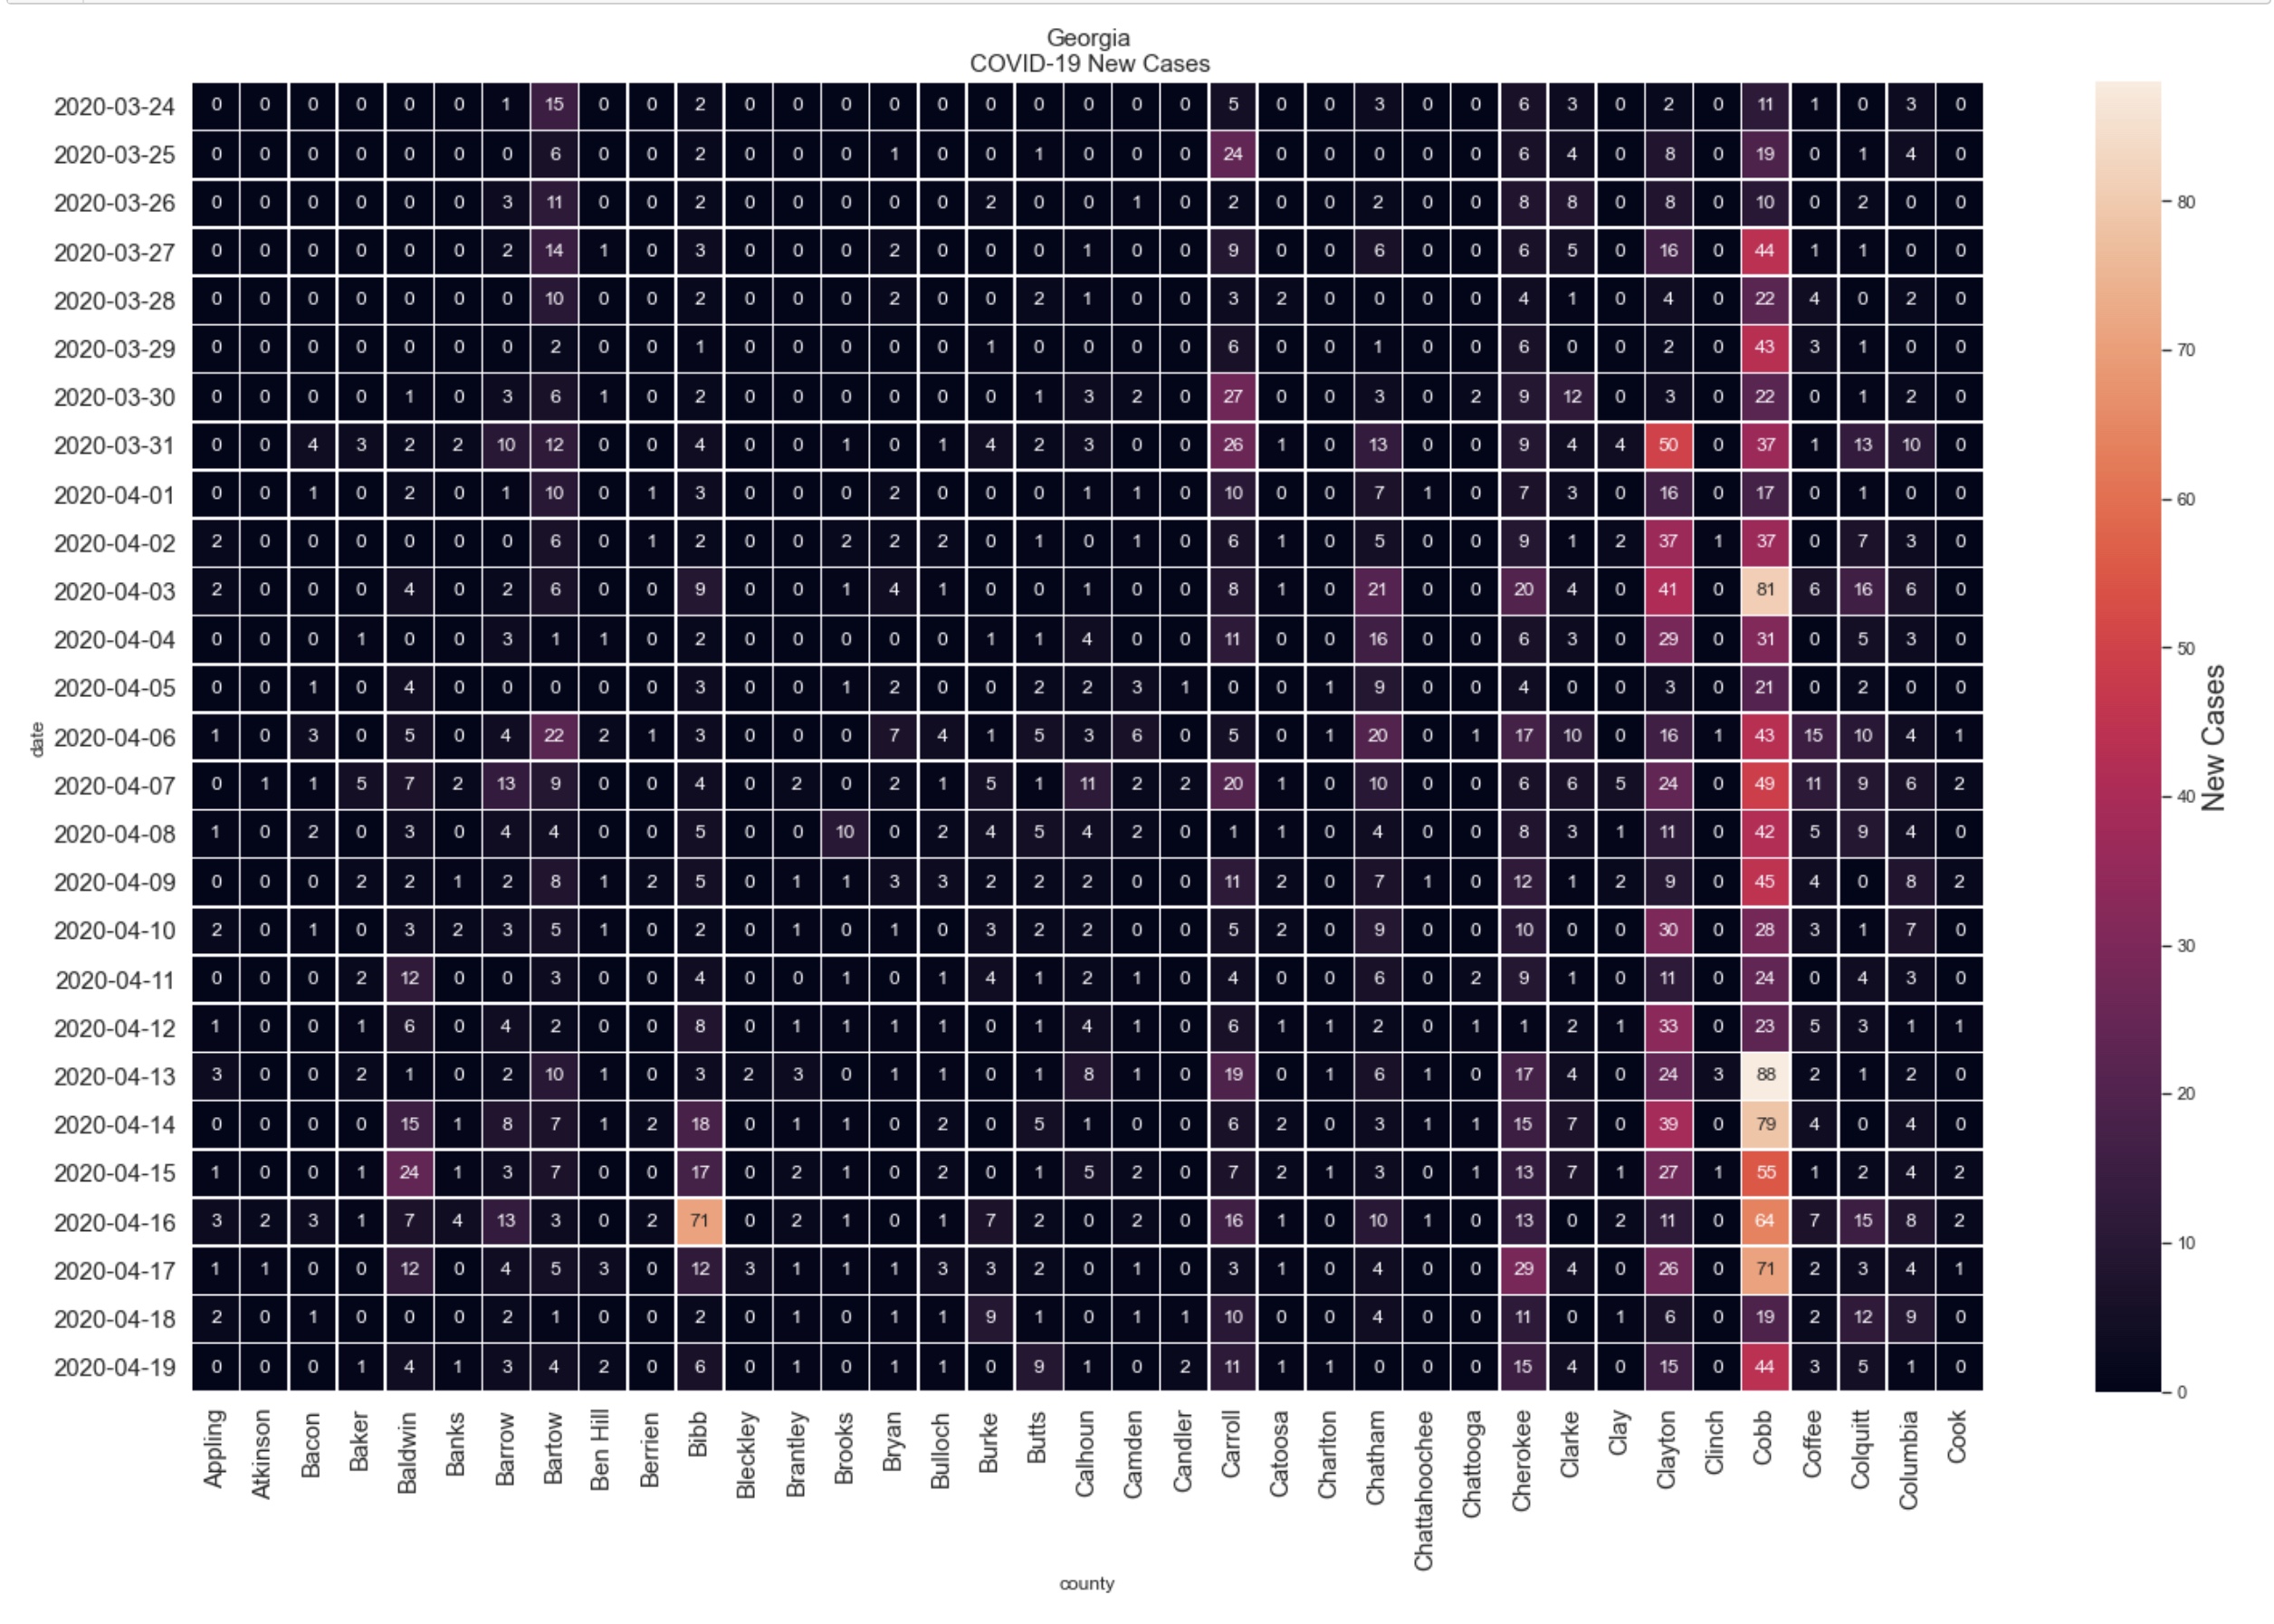 Georgia
COVID-19 New Cases
2020-03-24 0 0 0 0 0 0 1 15 0 0 2 0 0 0 0 0 0 0 0 0 0 5 0 0 3 0 0 6 3 0 2 0 11 1 0 3 0
2020-03-25 0 0 0 0 0 0 0 6 0 0 2 0 0 0 1 0 0 1 0 0 0 24 0 0 0 0 0 6 4 0 8 0 19 0 1 4 0
2020-03-26 0 0 0 0 0 0 3 11 0 0 2 0 0 0 0 0 2 0 0 1 0 2 0 0 2 0 0 8 8 0 8 0 10 0 2 0 0
80
2020-03-27 0 0 0 0 0 0 2 14 1 0 3 0 0 0 2 0 0 0 1 0 0 9 0 0 6 0 0 6 5 0 16 0 44 1 1 0 0
2020-03-28 0 0 0 0 0 0 0 10 0 0 2 0 0 0 2 0 0 2 1 0 0 3 2 0 0 0 0 4 1 0 4 0 22 4 0 2 0
2020-03-29 0 0 0 0 0 0 0 2 0 0 1 0 0 0 0 0 1 0 0 0 0 6 0 0 1 0 0 6 0 0 2 0 43 3 1 0 0
70
2020-03-30 0 0 0 0 1 0 3 6 1 0 2 0 0 0 0 0 0 1 3 2 0 27 0 0 3 0 2 9 12 0 3 0 22 0 1 2 0
2020-03-31 0 0 4 3 2 2 10 12 0 0 4 0 0 1 0 1 4 2 3 0 0 26 1 0 13 0 0 9 4 4 50 0 37 1 13 10 0
2020-04-01 0 0 1 0 2 0 1 10 0 1 3 0 0 0 2 0 0 0 1 1 0 10 0 0 7 1 0 7 3 0 16 0 17 0 1 0 0
60
2020-04-02 2 0 0 0 0 0 0 6 0 1 2 0 0 2 2 2 0 1 0 1 0 6 1 0 5 0 0 9 1 2 37 1 37 0 7 3 0
2020-04-03 2 0 0 0 4 0 2 6 0 0 9 0 0 1 4 1 0 0 1 0 0 8 1 0 21 0 0 20 4 0 41 0 81 6 16 6 0
2020-04-04 0 0 0 1 0 0 3 1 1 0 2 0 0 0 0 0 1 1 4 0 0 11 0 0 16 0 0 6 3 0 29 0 31 0 5 3 0
50
2020-04-05 0 0 1 0 4 0 0 0 0 0 3 0 0 1 2 0 0 2 2 3 1 0 0 1 9 0 0 4 0 0 3 0 21 0 2 0 0
2020-04-06 1 0 3 0 5 0 4 22 2 1 3 0 0 0 7 4 1 5 3 6 0 5 0 1 20 0 1 17 10 0 16 1 43 15 10 4 1
date
New Cases
2020-04-07 0 1 1 5 7 2 13 9 0 0 4 0 2 0 2 1 5 1 11 2 2 20 1 0 10 0 0 6 6 5 24 0 49 11 9 6 2
40
2020-04-08 1 0 2 0 3 0 4 4 0 0 5 0 0 10 0 2 4 5 4 2 0 1 1 0 4 0 0 8 3 1 11 0 42 5 9 4 0
2020-04-09 0 0 0 2 2 1 2 8 1 2 5 0 1 1 3 3 2 2 2 0 0 11 2 0 7 1 0 12 1 2 9 0 45 4 0 8 2
2020-04-10 2 0 1 0 3 2 3 5 1 0 2 0 1 0 1 0 3 2 2 0 0 5 2 0 9 0 0 10 0 0 30 0 28 3 1 7 0
30
2020-04-11 0 0 0 2 12 0 0 3 0 0 4 0 0 1 0 1 4 1 2 1 0 4 0 0 6 0 2 9 1 0 11 0 24 0 4 3 0
2020-04-12 1 0 0 1 6 0 4 2 0 0 8 0 1 1 1 1 0 1 4 1 0 6 1 1 2 0 1 1 2 1 33 0 23 5 3 1 1
2020-04-13 3 0 0 2 1 0 2 10 1 0 3 2 3 0 1 1 0 1 8 1 0 19 0 1 6 1 0 17 4 0 24 3 88 2 1 2 0
20
2020-04-14 0 0 0 0 15 1 8 7 1 2 18 0 1 1 0 2 0 5 1 0 0 6 2 0 3 1 1 15 7 0 39 0 79 4 0 4 0
2020-04-15 1 0 0 1 24 1 3 7 0 0 17 0 2 1 0 2 0 1 5 2 0 7 2 1 3 0 1 13 7 1 27 1 55 1 2 4 2
2020-04-16 3 2 3 1 7 4 13 3 0 2 71 0 2 1 0 1 7 2 0 2 0 16 1 0 10 1 0 13 0 2 11 0 64 7 15 8 2
10
2020-04-17 1 1 0 0 12 0 4 5 3 0 12 3 1 1 1 3 3 2 0 1 0 3 1 0 4 0 0 29 4 0 26 0 71 2 3 4 1
2020-04-18 2 0 1 0 0 0 2 1 0 0 2 0 1 0 1 1 9 1 0 1 1 10 0 0 4 0 0 11 0 1 6 0 19 2 12 9 0
2020-04-19 0 0 0 1 4 1 3 4 2 0 6 0 1 0 1 1 0 9 1 0 2 11 1 1 0 0 0 15 4 0 15 0 44 3 5 1 0
0
Appling
Atkinson
Bacon
Baker
Baldwin
Banks
Barrow
Bartow
Ben Hill
Berrien
Bibb
Bleckley
Brantley
Brooks
Bryan
Bulloch
Burke
Butts
Calhoun
Camden
Candler
Carroll
Catoosa
Charlton
Chatham
Chattahoochee
Chattooga
Cherokee
Clarke
Clay
Clayton
Clinch
Cobb
Coffee
Colquitt
Columbia
Cook
county